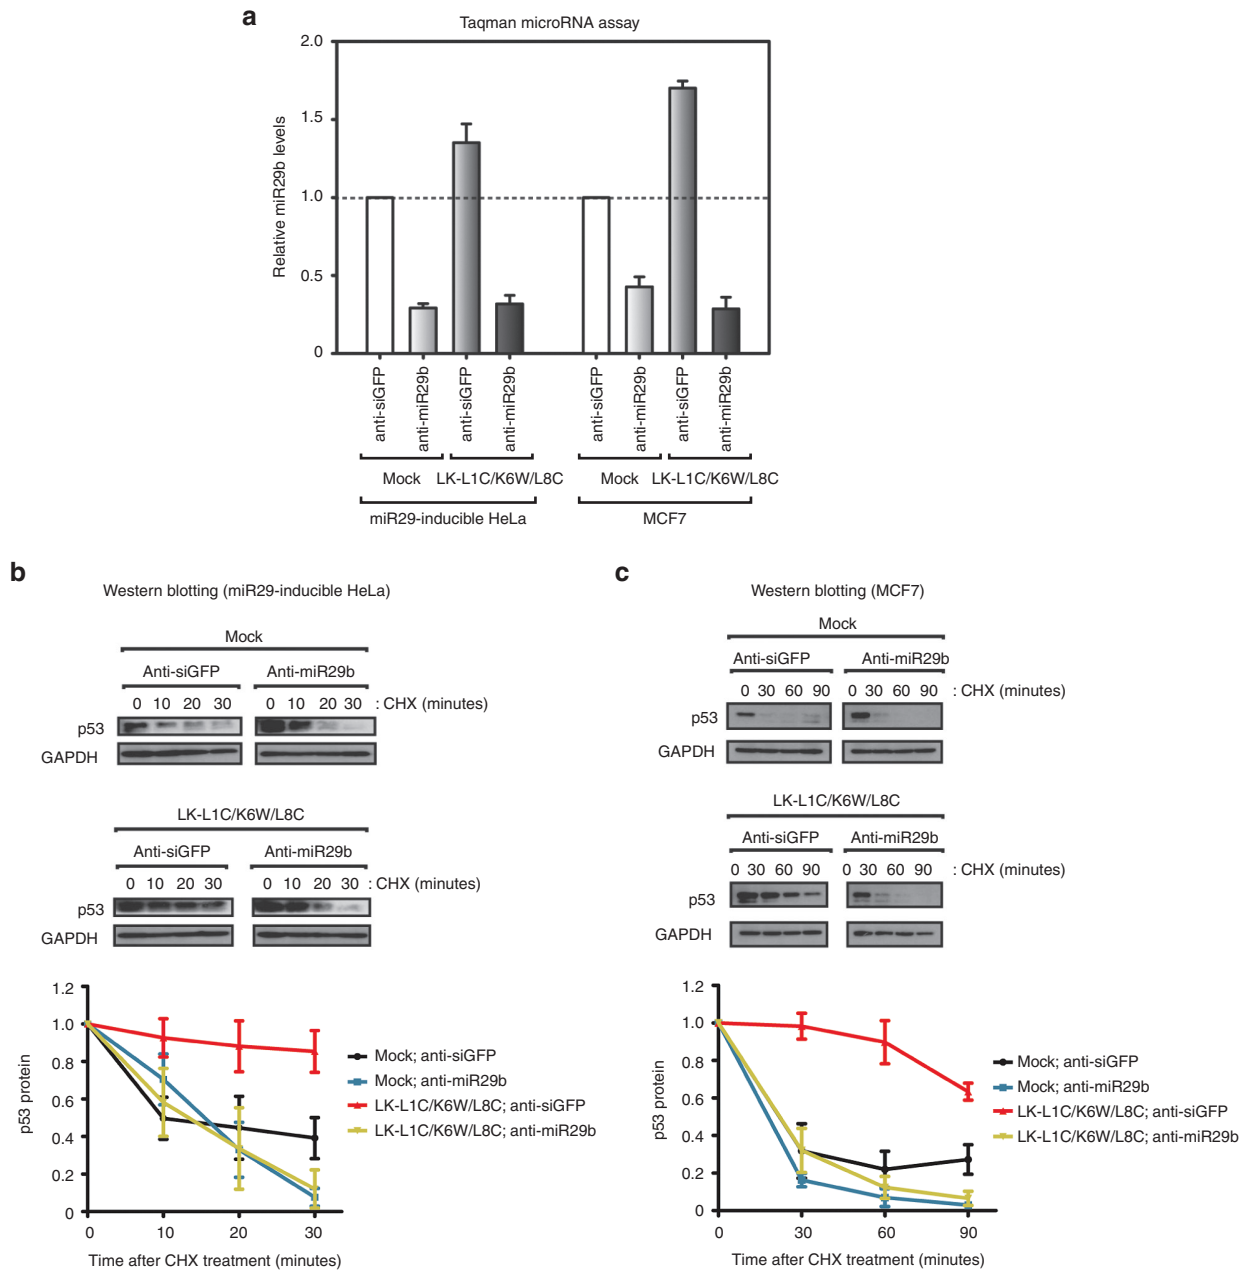 a
Taqman microRNA assay
Relative miR29b levels
2.0
1.5
1.0
0.5
0
anti-siGFP
anti-miR29b
anti-siGFP
anti-miR29b
anti-siGFP
anti-miR29b
anti-siGFP
anti-miR29b
Mock LK-L1C/K6W/L8C Mock LK-L1C/K6W/L8C
miR29-inducible HeLa MCF7
b
Western blotting (miR29-inducible HeLa)
Mock
Anti-siGFP Anti-miR29b
0 10 20 30 0 10 20 30 : CHX (minutes)
p53
GAPDH
LK-L1C/K6W/L8C
Anti-siGFP Anti-miR29b
0 10 20 30 0 10 20 30 : CHX (minutes)
p53
GAPDH
p53 protein
1.2
1.0
0.8
0.6
0.4
0.2
0
0 10 20 30
Time after CHX treatment (minutes)
Mock; anti-siGFP
Mock; anti-miR29b
LK-L1C/K6W/L8C; anti-siGFP
LK-L1C/K6W/L8C; anti-miR29b
c
Western blotting (MCF7)
Mock
Anti-siGFP Anti-miR29b
0 30 60 90 0 30 60 90 : CHX (minutes)
p53
GAPDH
LK-L1C/K6W/L8C
Anti-siGFP Anti-miR29b
0 30 60 90 0 30 60 90 : CHX (minutes)
p53
GAPDH
p53 protein
1.2
1.0
0.8
0.6
0.4
0.2
0
0 30 60 90
Time after CHX treatment (minutes)
Mock; anti-siGFP
Mock; anti-miR29b
LK-L1C/K6W/L8C; anti-siGFP
LK-L1C/K6W/L8C; anti-miR29b